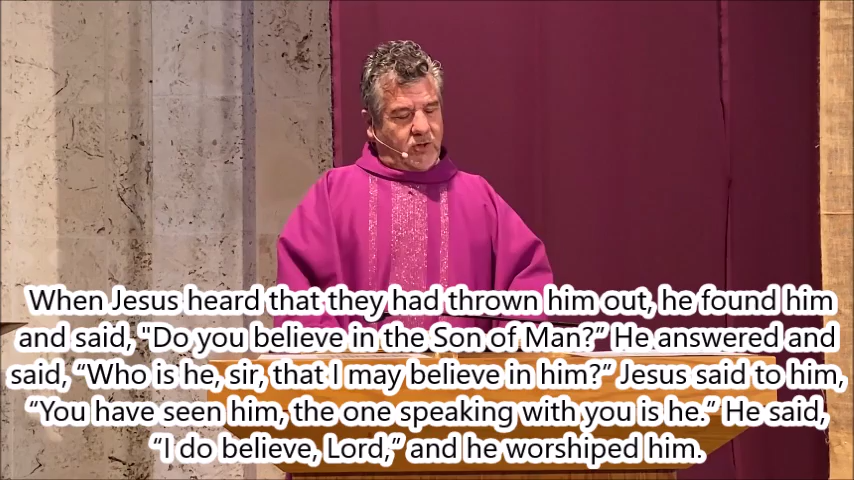 When Jesus heard that they had thrown him out, he found him
and said, "Do you believe in the Son of Man?” He answered and
said, “Who is he, sir, that I may believe in him?” Jesus said to him,
“You have seen him, the one speaking with you is he.” He said,
“I do believe, Lord,” and he worshiped him.